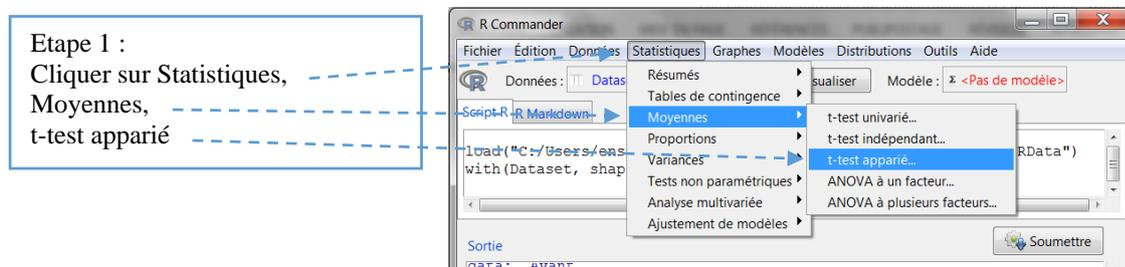 Etape 1 :
Cliquer sur Statistiques,
Moyennes,
t-test apparié
R Commander
Fichier Édition Données Statistiques Graphes Modèles Distributions Outils Aide
Données : Datas sualiser Modèle : Σ <Pas de modèle>
Script R R Markdown
load("C:/Users/ens RData")
with(Dataset, shap
Résumés
Tables de contingence
Moyennes
Proportions
Variances
Tests non paramétriques
Analyse multivariée
Ajustement de modèles
t-test univarié...
t-test indépendant...
t-test apparié...
ANOVA à un facteur...
ANOVA à plusieurs facteurs...
Sortie
Soumettre
data: Avant